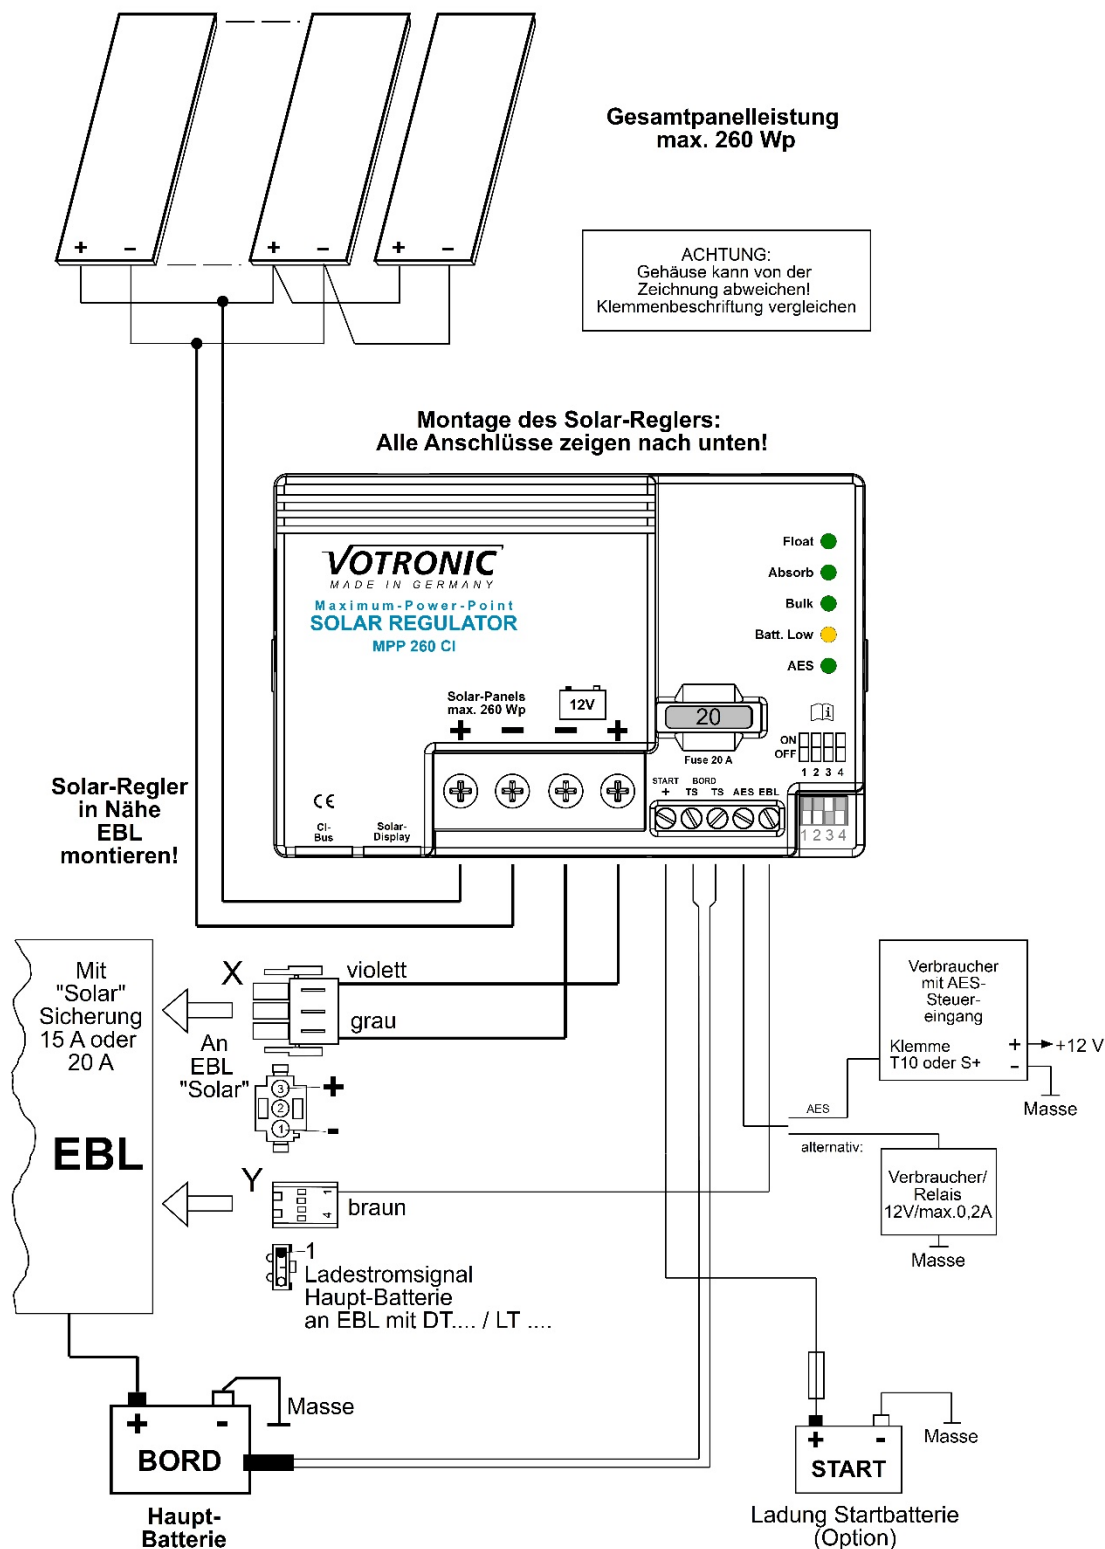 Gesamtpanelleistung
max. 260 Wp
+ – + – + –
ACHTUNG:
Gehäuse kann von der
Zeichnung abweichen!
Klemmenbeschriftung vergleichen
Montage des Solar-Reglers:
Alle Anschlüsse zeigen nach unten!
VOTRONIC
MADE IN GERMANY
Maximum-Power-Point
SOLAR REGULATOR
MPP 260 CI
Float
Absorb
Bulk
Batt. Low
AES
Solar-Panels
max. 260 Wp
12V
+ – – +
20
Fuse 20 A
ON
OFF
1 2 3 4
START BORD
+ TS TS AES EBL
1 2 3 4
CE
CI-
Bus
Solar-
Display
Solar-Regler
in Nähe
EBL
montieren!
Mit
"Solar"
Sicherung
15 A oder
20 A
EBL
X
violett
grau
An
EBL
"Solar"
3 +
2
1 -
Y
1
4
braun
1
Ladestromsignal
Haupt-Batterie
an EBL mit DT.... / LT ....
Verbraucher
mit AES-
Steuer-
eingang
Klemme
T10 oder S+
+
-
+12 V
Masse
AES
alternativ:
Verbraucher/
Relais
12V/max.0,2A
Masse
+ -
Masse
BORD
Haupt-
Batterie
+ -
Masse
START
Ladung Startbatterie
(Option)